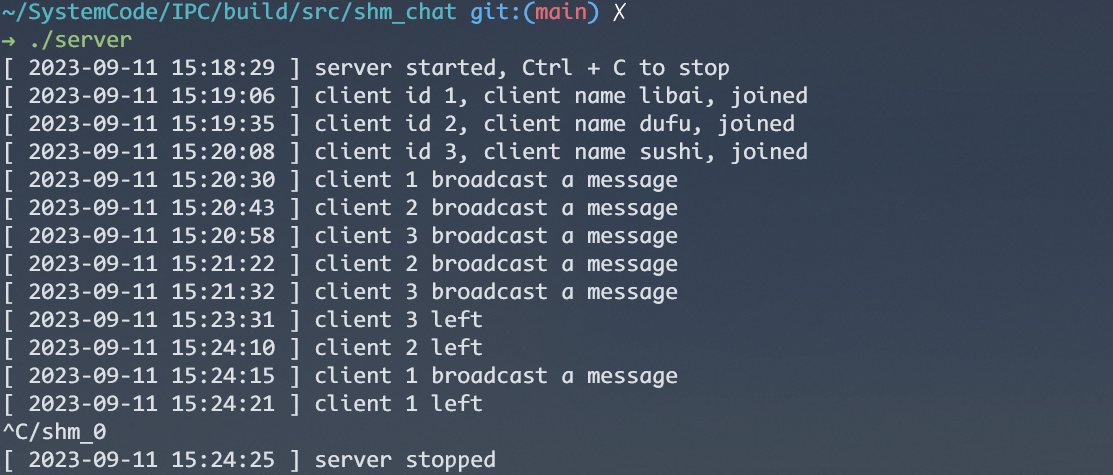 ~/SystemCode/IPC/build/src/shm_chat git:(main) ✗
→ ./server
[ 2023-09-11 15:18:29 ] server started, Ctrl + C to stop
[ 2023-09-11 15:19:06 ] client id 1, client name libai, joined
[ 2023-09-11 15:19:35 ] client id 2, client name dufu, joined
[ 2023-09-11 15:20:08 ] client id 3, client name sushi, joined
[ 2023-09-11 15:20:30 ] client 1 broadcast a message
[ 2023-09-11 15:20:43 ] client 2 broadcast a message
[ 2023-09-11 15:20:58 ] client 3 broadcast a message
[ 2023-09-11 15:21:22 ] client 2 broadcast a message
[ 2023-09-11 15:21:32 ] client 3 broadcast a message
[ 2023-09-11 15:23:31 ] client 3 left
[ 2023-09-11 15:24:10 ] client 2 left
[ 2023-09-11 15:24:15 ] client 1 broadcast a message
[ 2023-09-11 15:24:21 ] client 1 left
^C/shm_0
[ 2023-09-11 15:24:25 ] server stopped